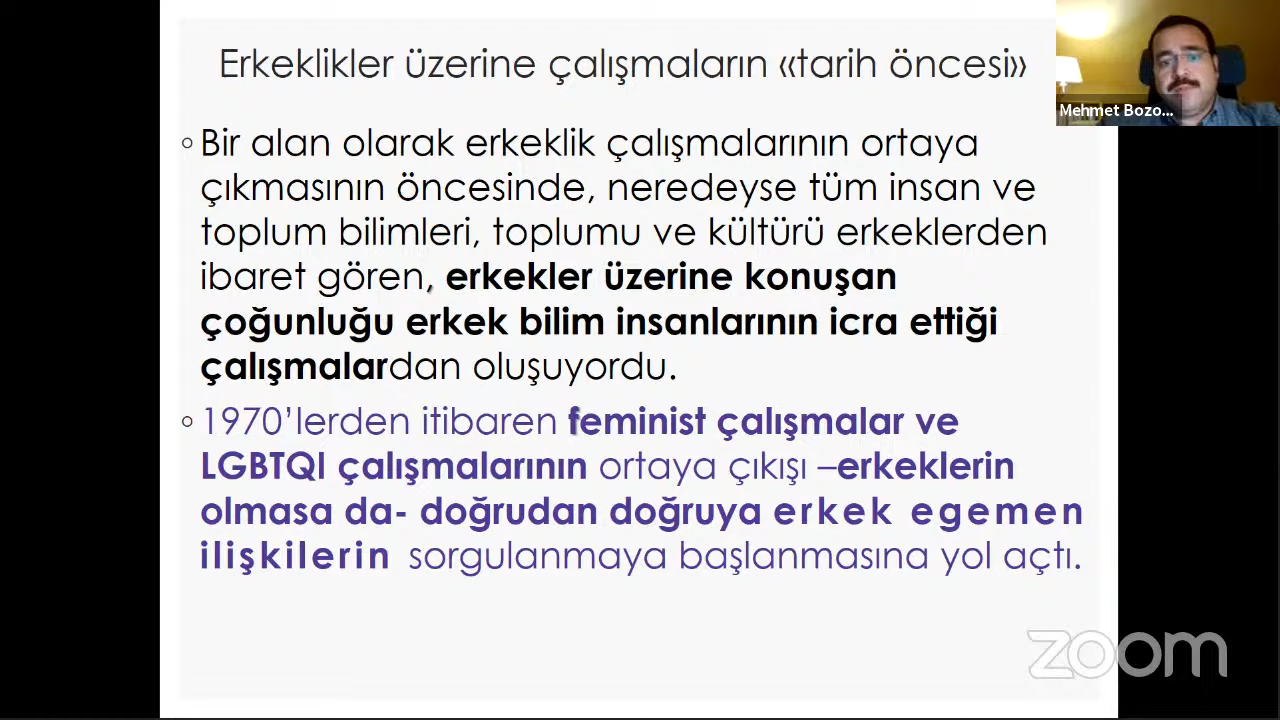 Erkeklikler üzerine çalışmaların «tarih öncesi»
Mehmet Bozo...
◦ Bir alan olarak erkeklik çalışmalarının ortaya
çıkmasının öncesinde, neredeyse tüm insan ve
toplum bilimleri, toplumu ve kültürü erkeklerden
ibaret gören, erkekler üzerine konuşan
çoğunluğu erkek bilim insanlarının icra ettiği
çalışmalardan oluşuyordu.
◦ 1970’lerden itibaren feminist çalışmalar ve
LGBTQI çalışmalarının ortaya çıkışı –erkeklerin
olmasa da- doğrudan doğruya erkek egemen
ilişkilerin sorgulanmaya başlanmasına yol açtı.
zoom